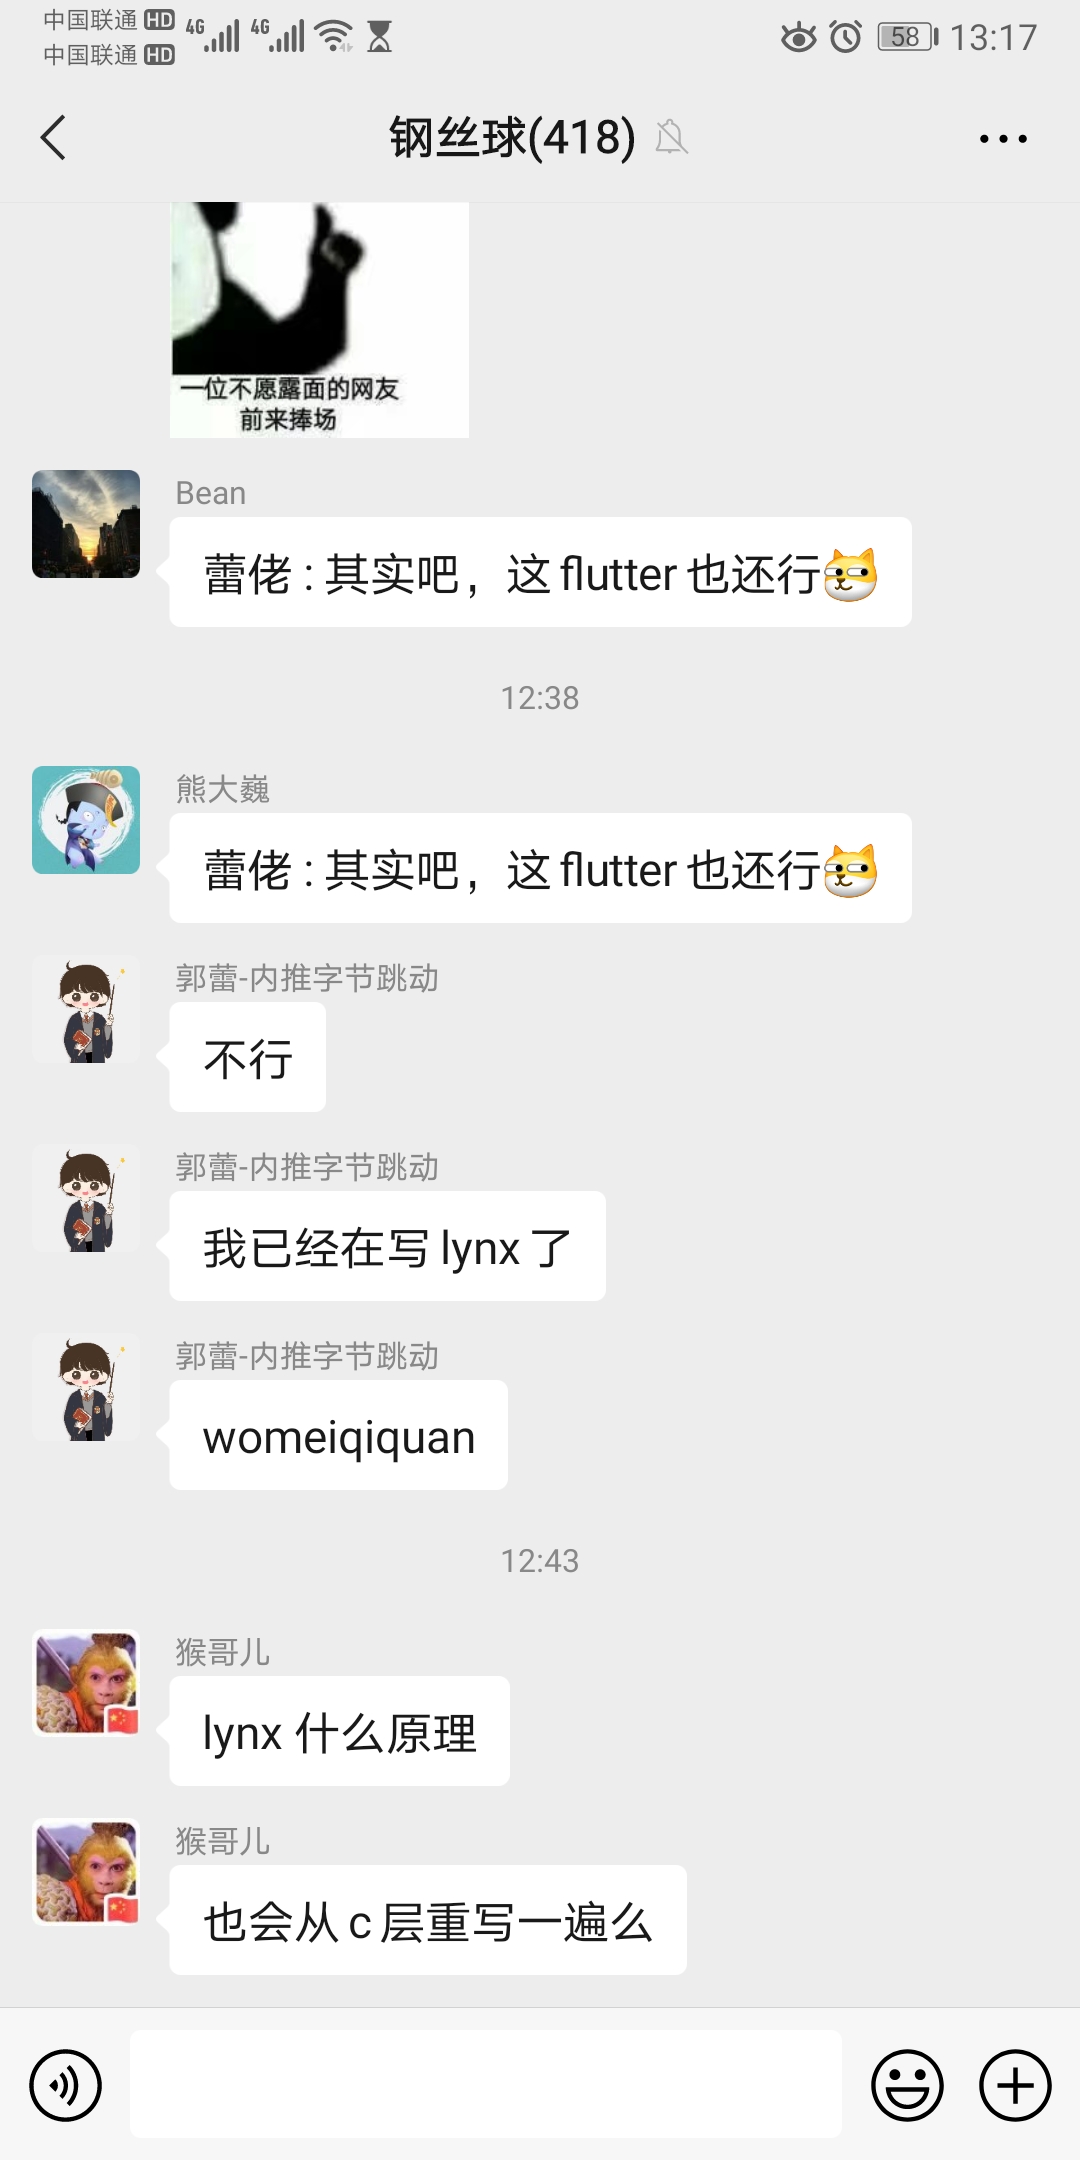 中国联通 HD 4G 4G 58 13:17
中国联通 HD
钢丝球(418)
一位不愿露面的网友
前来捧场
Bean
蕾佬 : 其实吧，这 flutter 也还行
12:38
熊大巍
蕾佬 : 其实吧，这 flutter 也还行
郭蕾-内推字节跳动
不行
郭蕾-内推字节跳动
我已经在写 lynx 了
郭蕾-内推字节跳动
womeiqiquan
12:43
猴哥儿
lynx 什么原理
猴哥儿
也会从 c 层重写一遍么